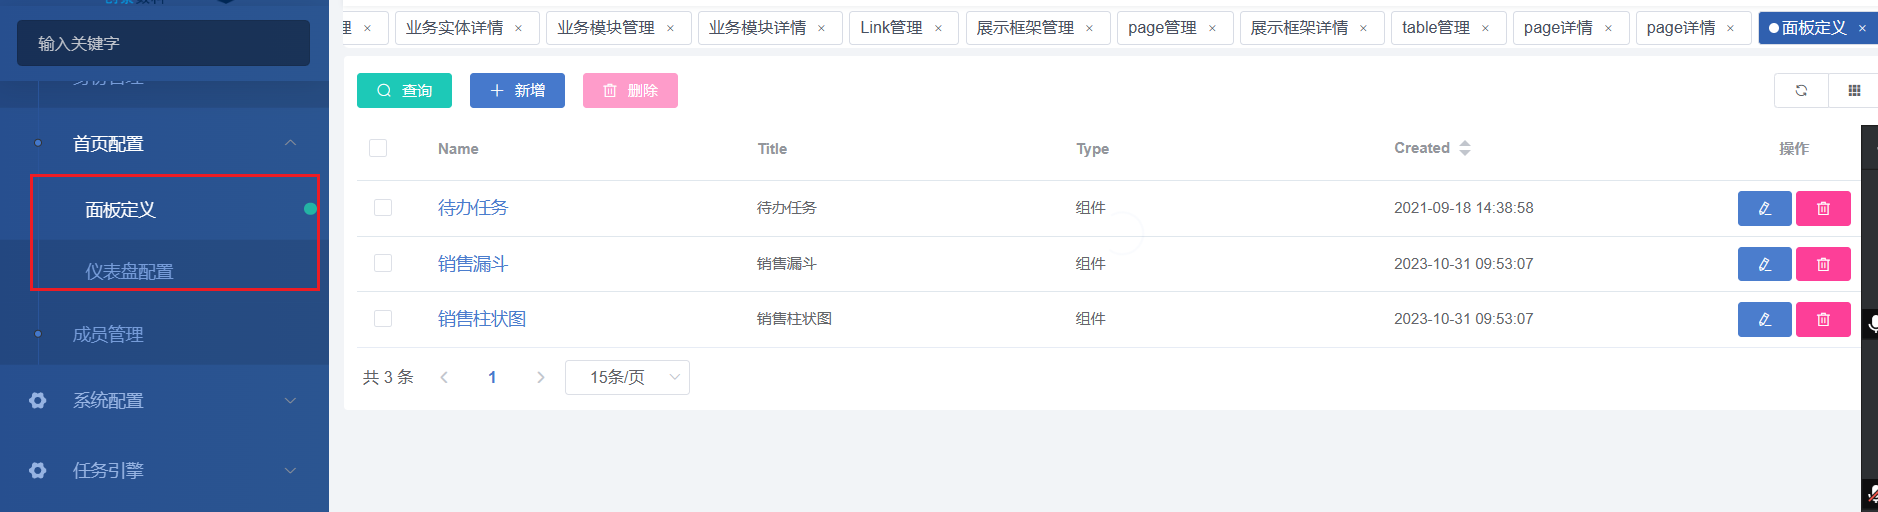 输入关键字
身份管理
首页配置
面板定义
仪表盘配置
成员管理
系统配置
任务引擎
理 × 业务实体详情 × 业务模块管理 × 业务模块详情 × Link管理 × 展示框架管理 × page管理 × 展示框架详情 × table管理 × page详情 × page详情 × 面板定义 ×
查询 新增 删除
Name Title Type Created 操作
待办任务 待办任务 组件 2021-09-18 14:38:58
销售漏斗 销售漏斗 组件 2023-10-31 09:53:07
销售柱状图 销售柱状图 组件 2023-10-31 09:53:07
共 3 条 1 15条/页